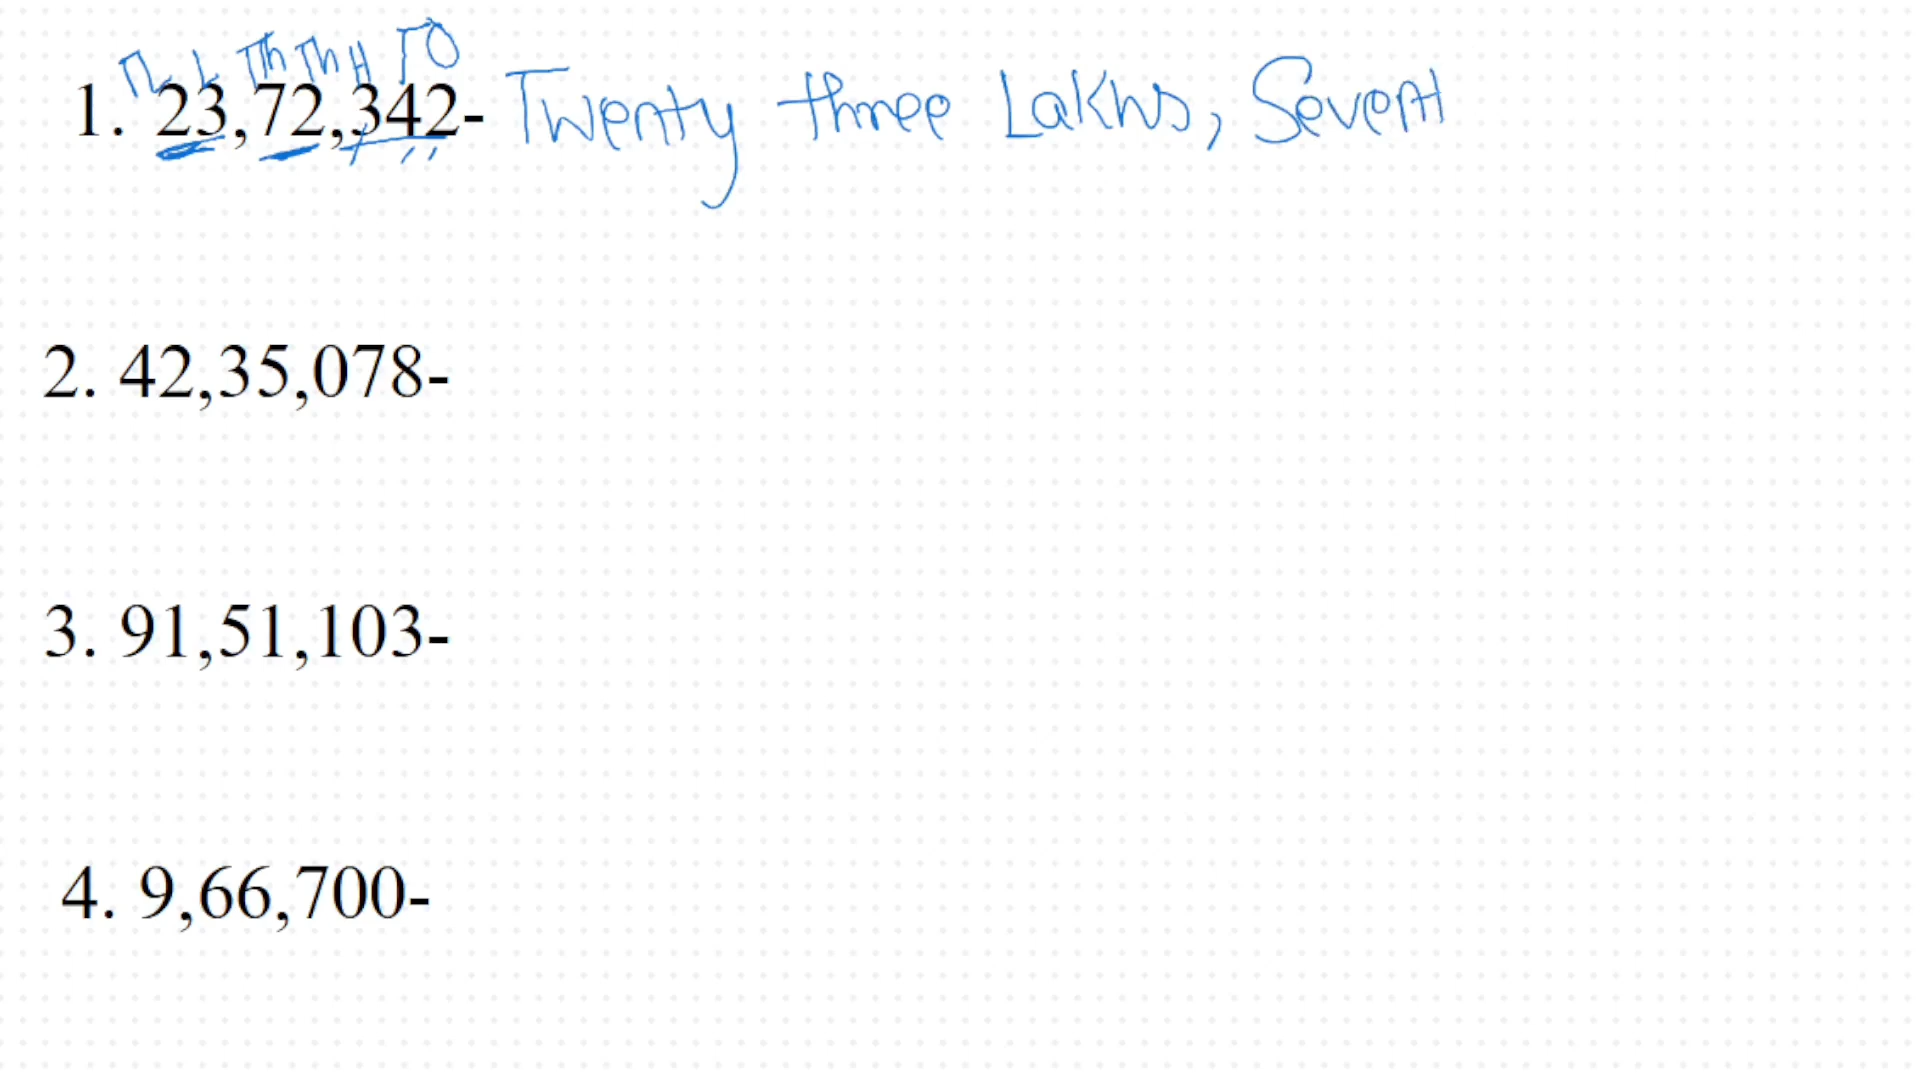 TL L TTh Th H T O
1. 23,72,342- Twenty three Lakhs, Sevent
2. 42,35,078-
3. 91,51,103-
4. 9,66,700-